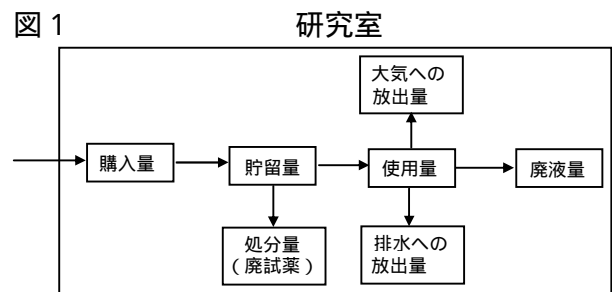 図1
研究室
大気への
放出量
購入量
貯留量
使用量
廃液量
処分量
(廃試薬)
排水への
放出量